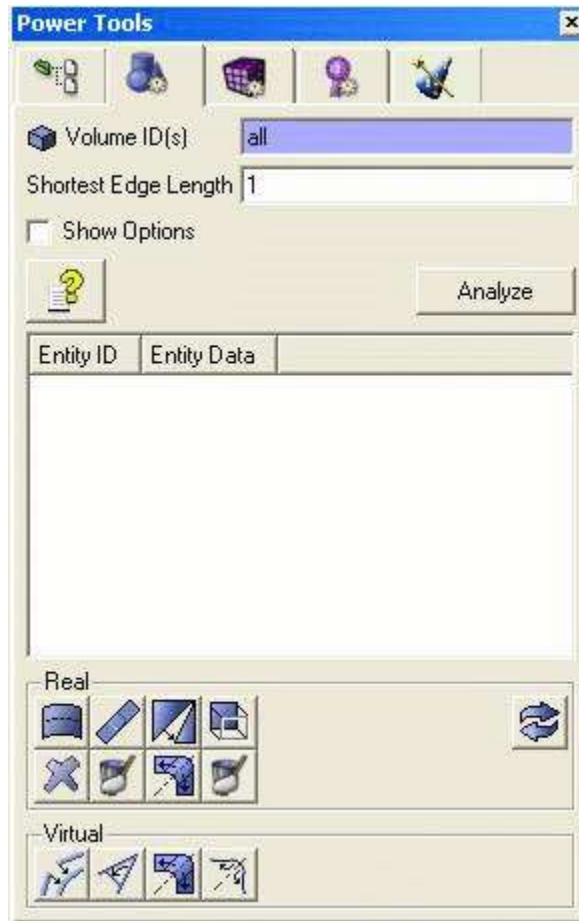 Power Tools
Volume ID(s) all
Shortest Edge Length 1
Show Options
Analyze
Entity ID Entity Data
Real
Virtual